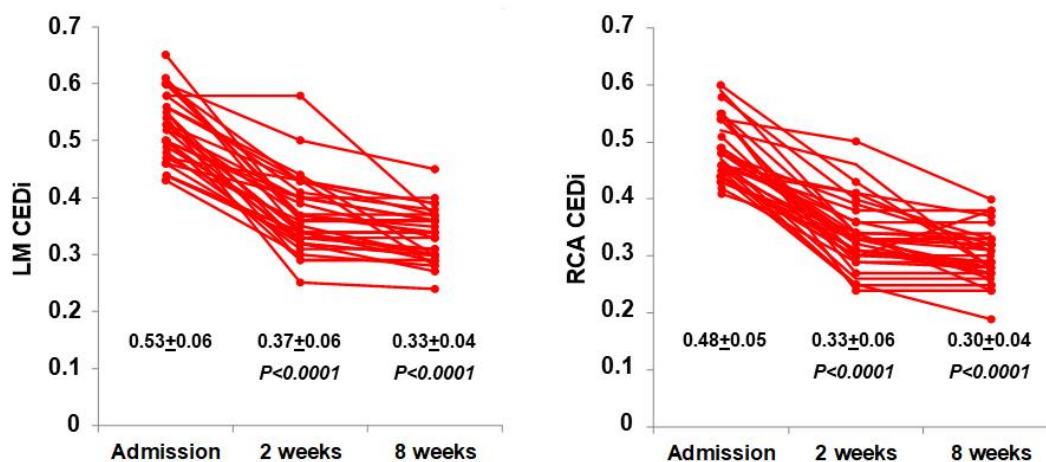 LM CEDi
0.7
0.6
0.5
0.4
0.3
0.2
0.1
0
0.53±0.06
0.37±0.06
0.33±0.04
P<0.0001
P<0.0001
Admission
2 weeks
8 weeks
RCA CEDi
0.7
0.6
0.5
0.4
0.3
0.2
0.1
0
0.48±0.05
0.33±0.06
0.30±0.04
P<0.0001
P<0.0001
Admission
2 weeks
8 weeks